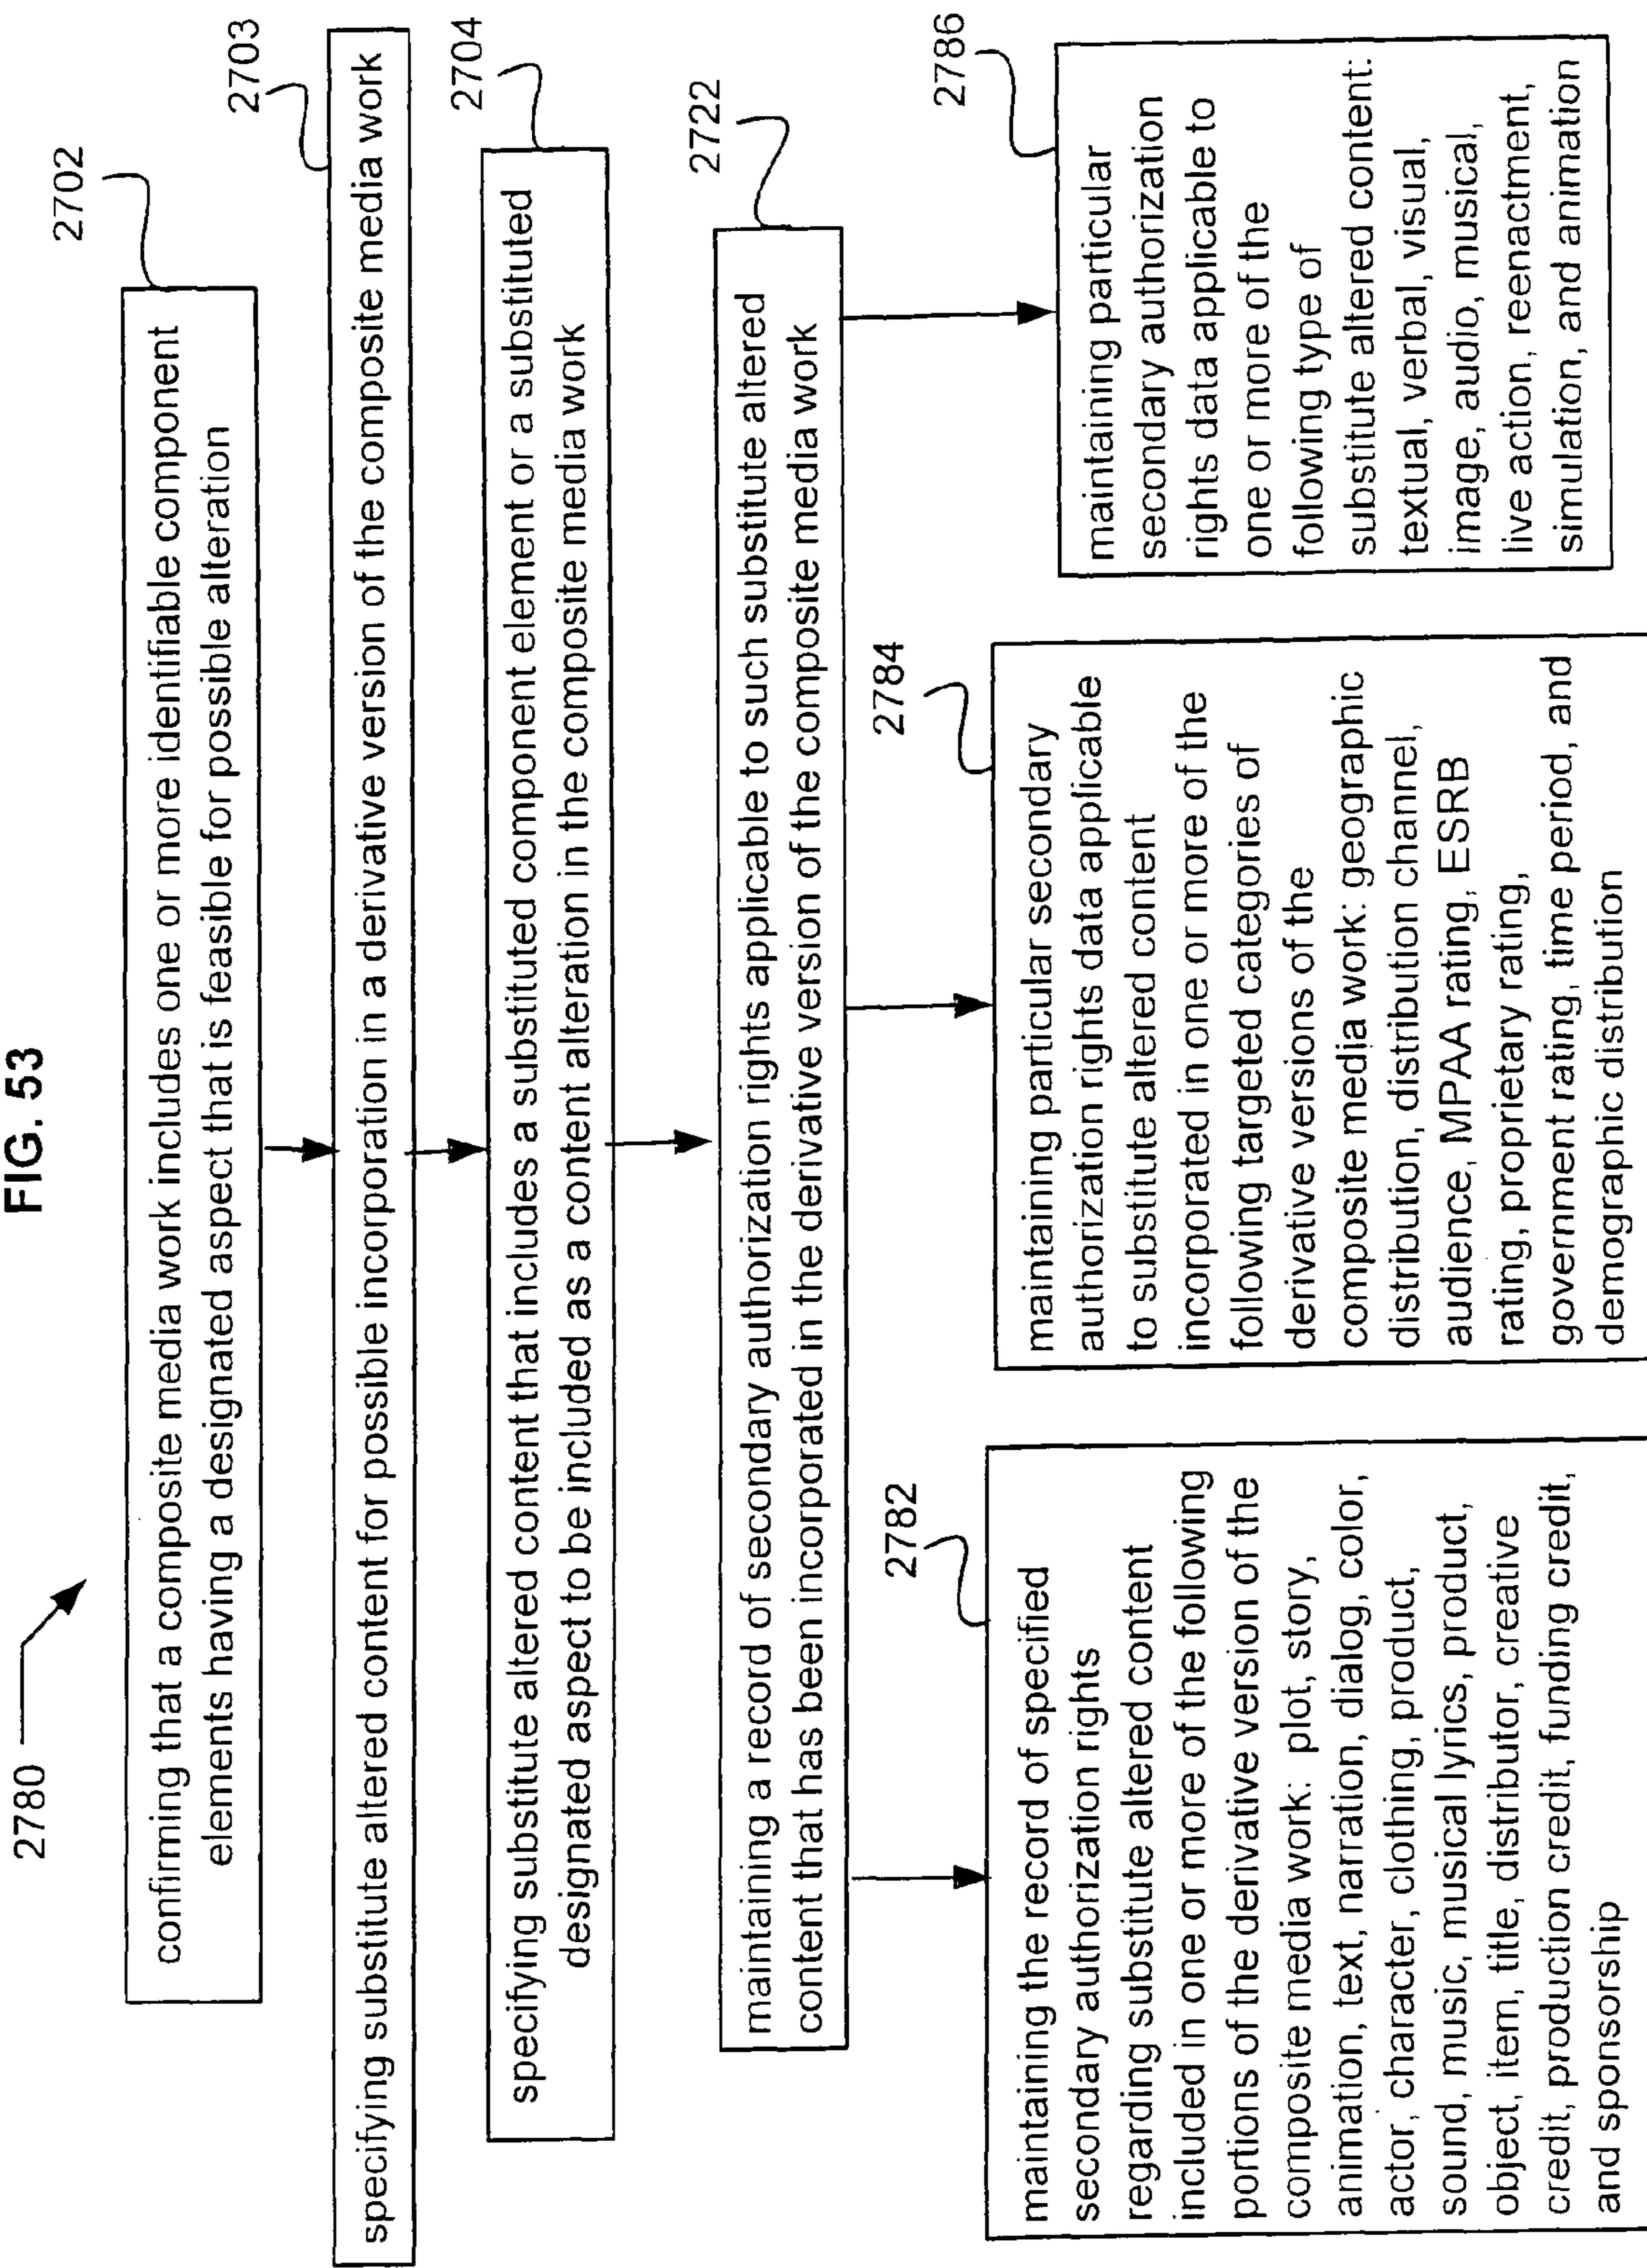 FIG. 53
2780
2702
confirming that a composite media work includes one or more identifiable component
elements having a designated aspect that is feasible for possible alteration
2703
specifying substitute altered content for possible incorporation in a derivative version of the composite media work
2704
specifying substitute altered content that includes a substituted component element or a substituted
designated aspect to be included as a content alteration in the composite media work
2722
maintaining a record of secondary authorization rights applicable to such substitute altered
content that has been incorporated in the derivative version of the composite media work
2782
maintaining the record of specified
secondary authorization rights
regarding substitute altered content
included in one or more of the following
portions of the derivative version of the
composite media work: plot, story,
animation, text, narration, dialog, color,
actor, character, clothing, product,
sound, music, musical lyrics, product,
object, item, title, distributor, creative
credit, production credit, funding credit,
and sponsorship
2784
maintaining particular secondary
authorization rights data applicable
to substitute altered content
incorporated in one or more of the
following targeted categories of
derivative versions of the
composite media work: geographic
distribution, distribution channel,
audience, MPAA rating, ESRB
rating, proprietary rating,
government rating, time period, and
demographic distribution
2786
maintaining particular
secondary authorization
rights data applicable to
one or more of the
following type of
substitute altered content:
textual, verbal, visual,
image, audio, musical,
live action, reenactment,
simulation, and animation